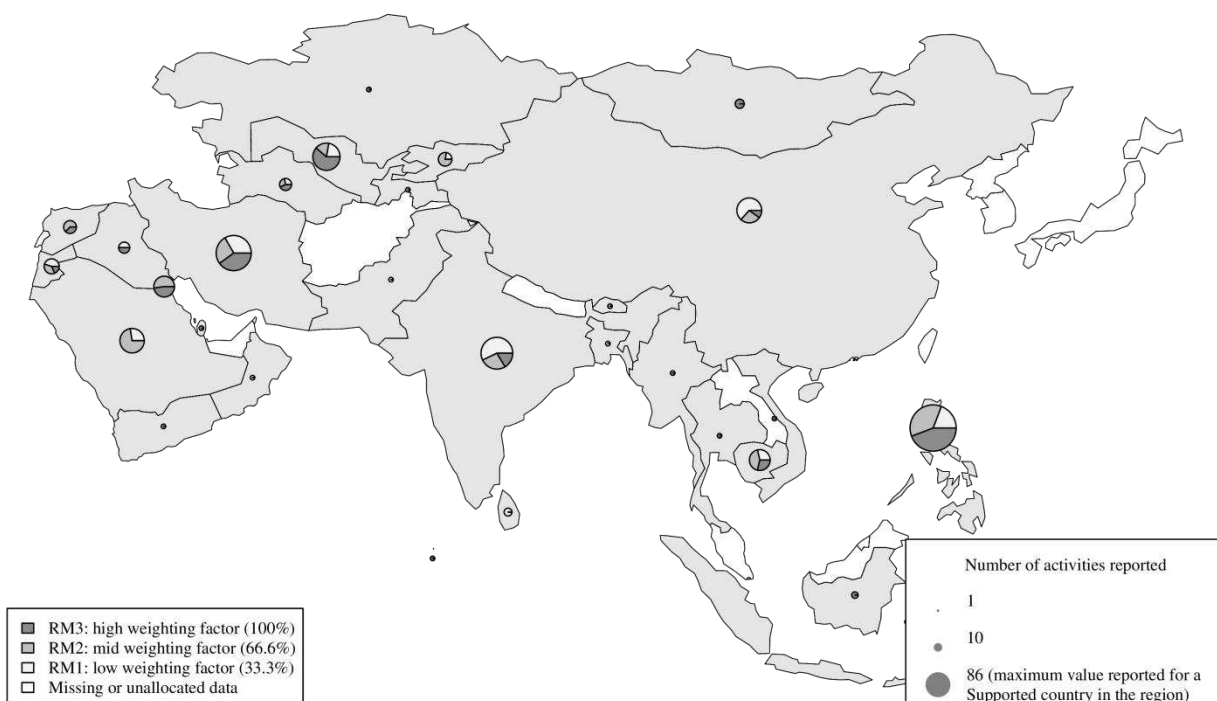 RM3: high weighting factor (100%)
RM2: mid weighting factor (66.6%)
RM1: low weighting factor (33.3%)
Missing or unallocated data
Number of activities reported
1
10
86 (maximum value reported for a
Supported country in the region)